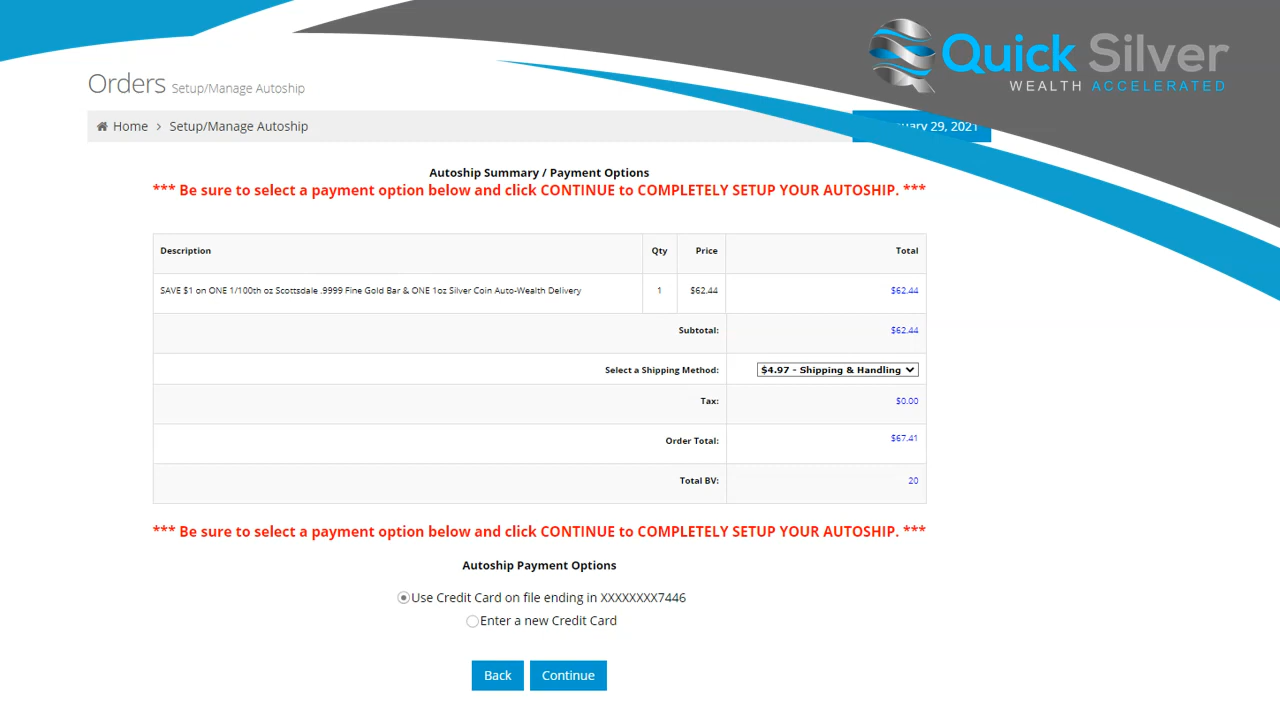 Quick Silver
WEALTH ACCELERATED
Orders Setup/Manage Autoship
Home > Setup/Manage Autoship
29, 2021
Autoship Summary / Payment Options
*** Be sure to select a payment option below and click CONTINUE to COMPLETELY SETUP YOUR AUTOSHIP. ***
Description Qty Price Total
SAVE $1 on ONE 1/100th oz Scottsdale .9999 Fine Gold Bar & ONE 1oz Silver Coin Auto-Wealth Delivery 1 $62.44 $62.44
Subtotal: $62.44
Select a Shipping Method: $4.97 - Shipping & Handling
Tax: $0.00
Order Total: $67.41
Total BV: 20
*** Be sure to select a payment option below and click CONTINUE to COMPLETELY SETUP YOUR AUTOSHIP. ***
Autoship Payment Options
Use Credit Card on file ending in XXXXXXXX7446
Enter a new Credit Card
Back Continue